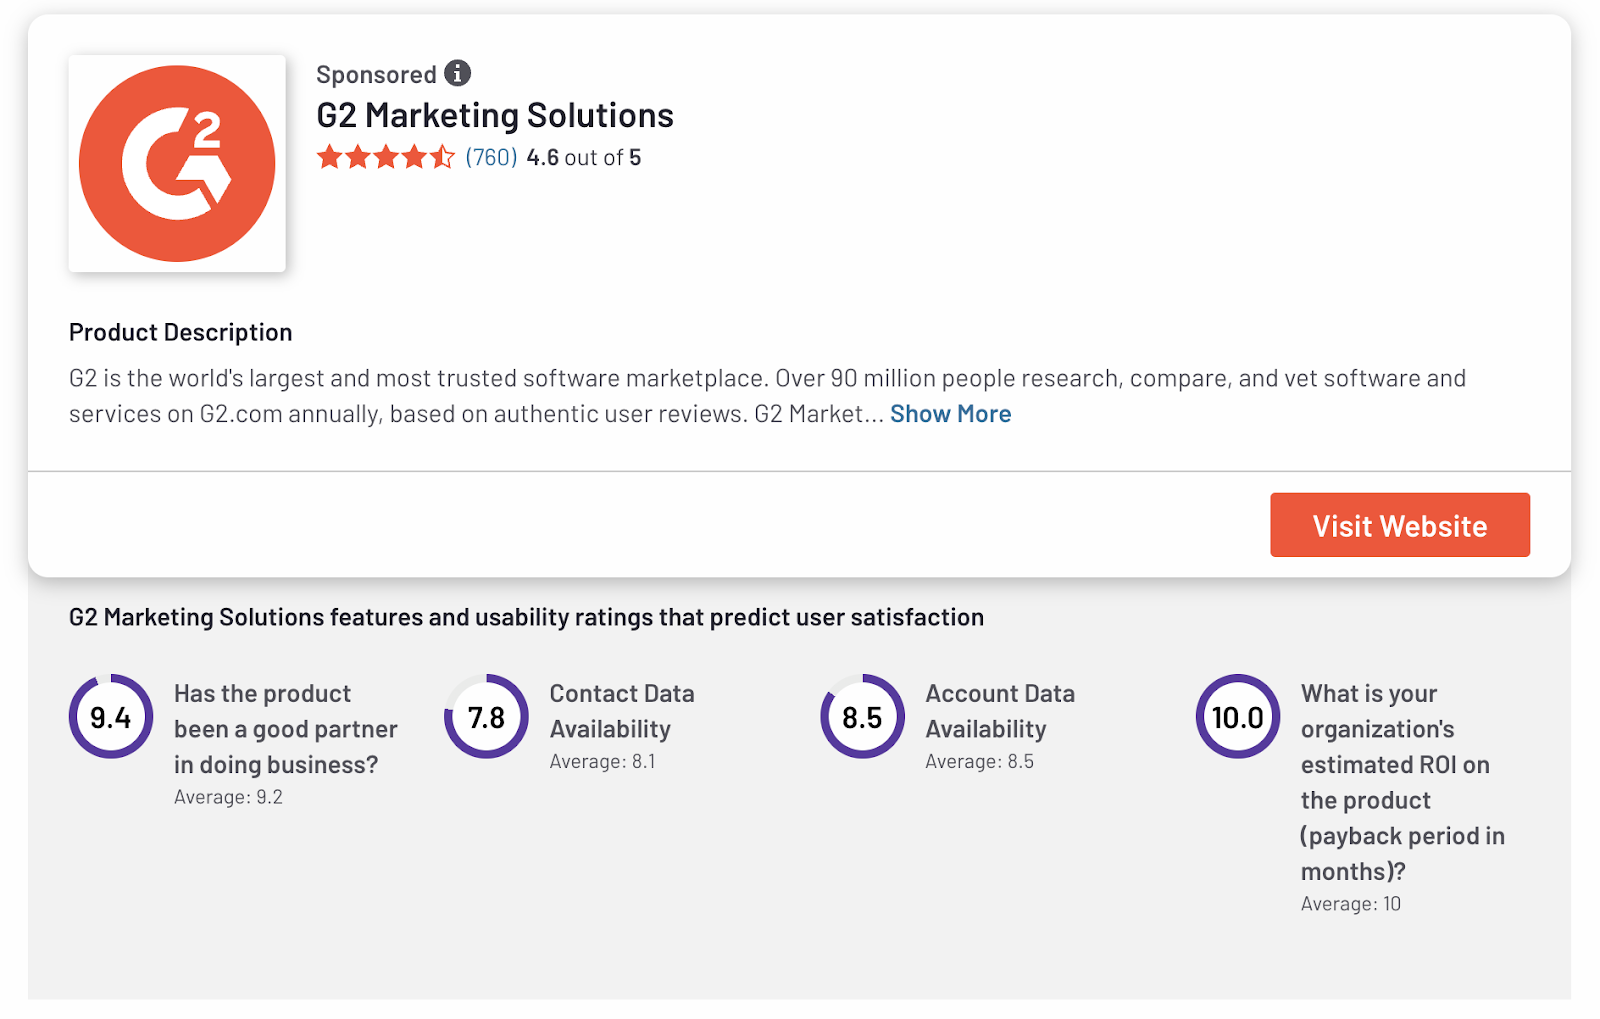 G2
Sponsored
G2 Marketing Solutions
(760) 4.6 out of 5
Product Description
G2 is the world's largest and most trusted software marketplace. Over 90 million people research, compare, and vet software and
services on G2.com annually, based on authentic user reviews. G2 Market... Show More
Visit Website
G2 Marketing Solutions features and usability ratings that predict user satisfaction
9.4
Has the product
been a good partner
in doing business?
Average: 9.2
7.8
Contact Data
Availability
Average: 8.1
8.5
Account Data
Availability
Average: 8.5
10.0
What is your
organization's
estimated ROI on
the product
(payback period in
months)?
Average: 10